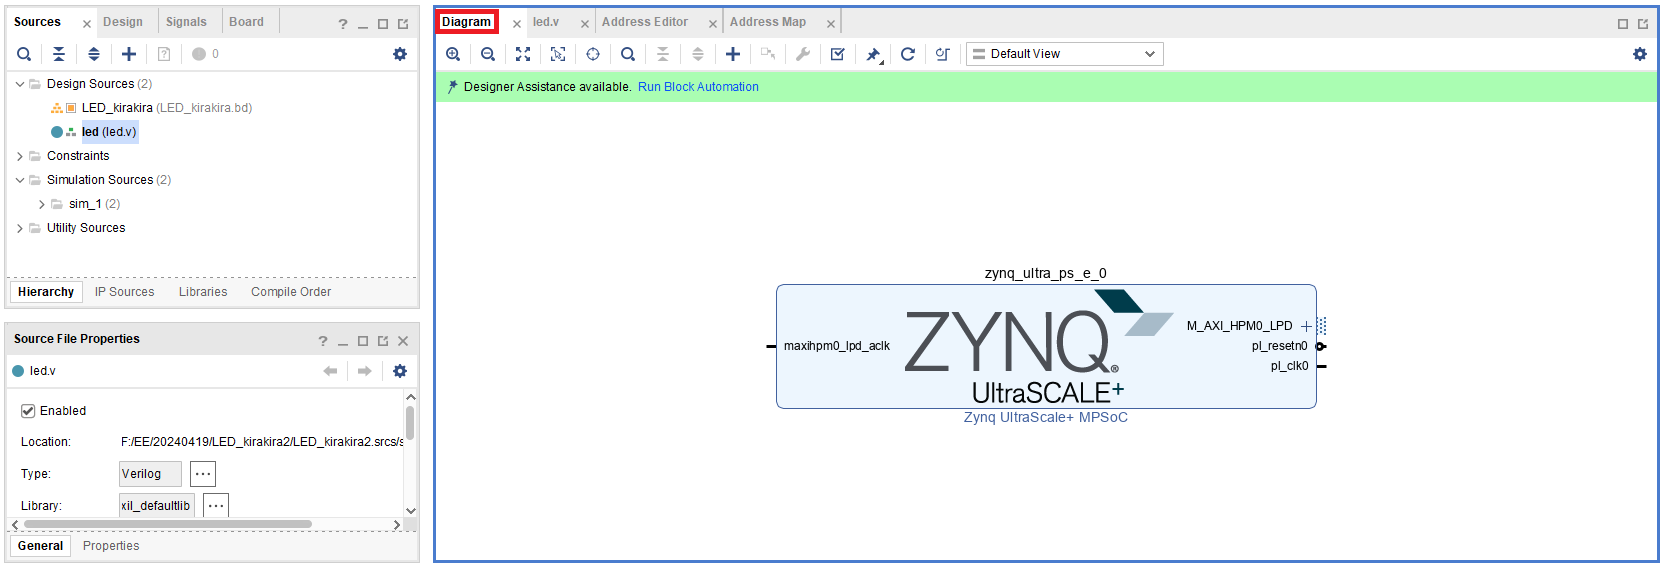 Sources
Design
Signals
Board
0
Design Sources (2)
LED_kirakira (LED_kirakira.bd)
led (led.v)
Constraints
Simulation Sources (2)
sim_1 (2)
Utility Sources
Hierarchy
IP Sources
Libraries
Compile Order
Source File Properties
led.v
Enabled
Location: F:/EE/20240419/LED_kirakira2/LED_kirakira2.srcs/s
Type: Verilog ...
Library: xil_defaultlib ...
General
Properties
Diagram
led.v
Address Editor
Address Map
Default View
Designer Assistance available. Run Block Automation
zynq_ultra_ps_e_0
maxihpm0_lpd_aclk
ZYNQ®
UltraSCALE+
M_AXI_HPM0_LPD
pl_resetn0
pl_clk0
Zynq UltraScale+ MPSoC